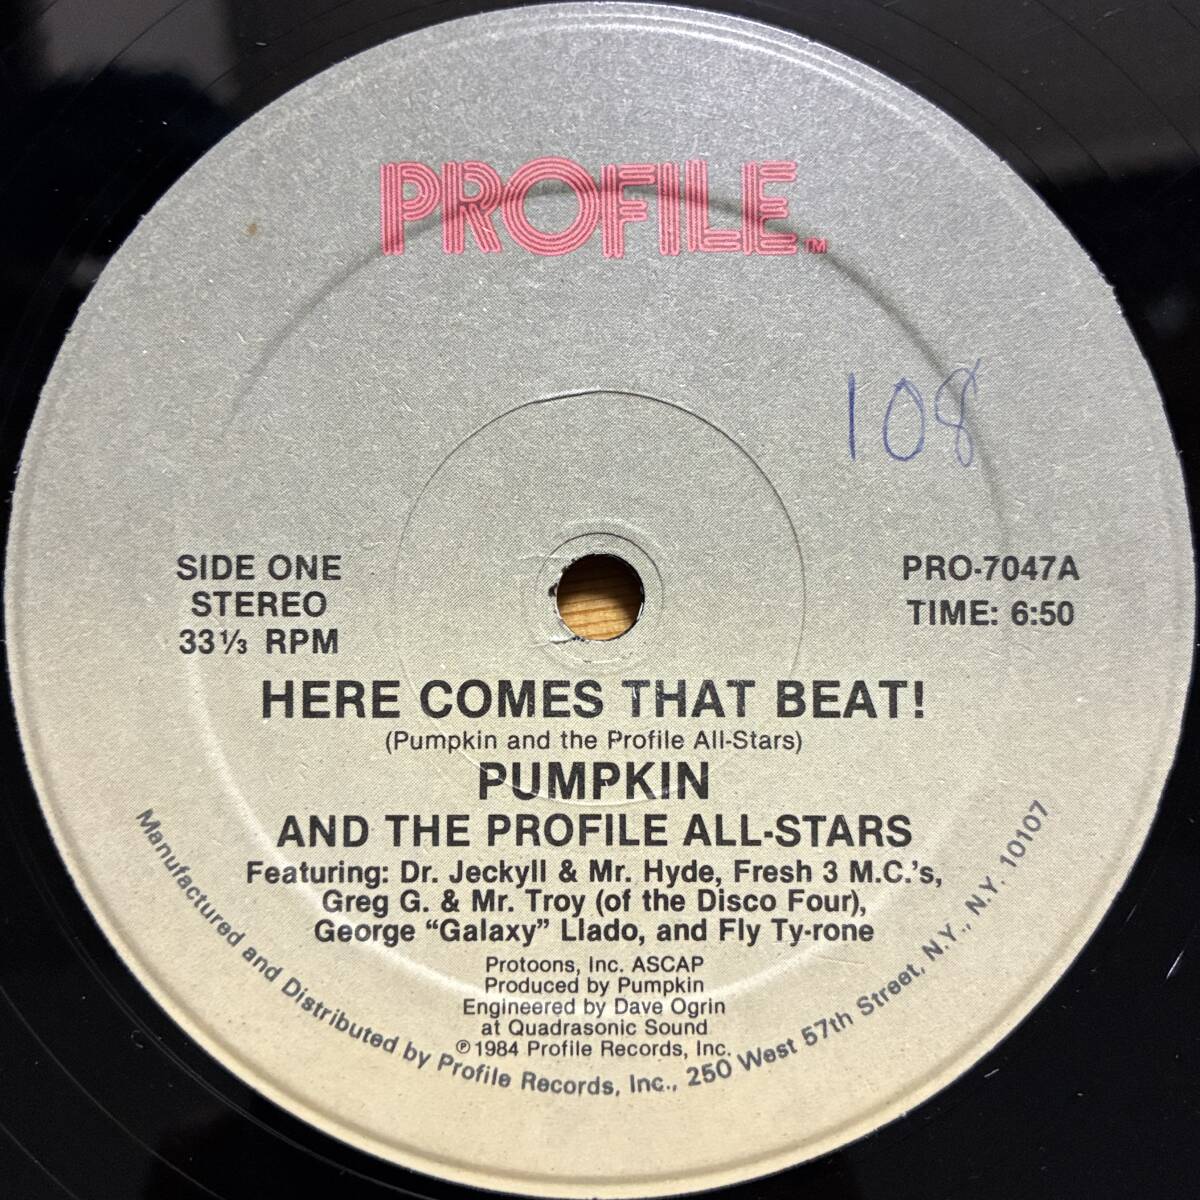 PROFILE™
108
SIDE ONE
STEREO
33⅓ RPM
PRO-7047A
TIME: 6:50
HERE COMES THAT BEAT!
(Pumpkin and the Profile All-Stars)
PUMPKIN
AND THE PROFILE ALL-STARS
Featuring: Dr. Jeckyll & Mr. Hyde, Fresh 3 M.C.'s,
Greg G. & Mr. Troy (of the Disco Four),
George “Galaxy” Llado, and Fly Ty-rone
Protoons, Inc. ASCAP
Produced by Pumpkin
Engineered by Dave Ogrin
at Quadrasonic Sound
℗1984 Profile Records, Inc.
Manufactured and Distributed by Profile Records, Inc., 250 West 57th Street, N.Y., N.Y. 10107